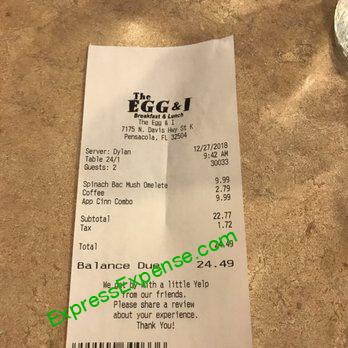 The
EGG & I
Breakfast & Lunch
The Egg & I
7175 N. Davis Hwy St K
Pensacola, FL 32504
Server: Dylan 12/27/2018
Table 24/1 9:42 AM
Guests: 2 30033
Spinach Bac Mush Omelete 9.99
Coffee 2.79
App Cinn Combo 9.99
Subtotal 22.77
Tax 1.72
Total 24.49
Balance Due 24.49
We get by with a little Yelp
from our friends.
Please share a review
about your experience.
Thank You!
ExpressExpense.com